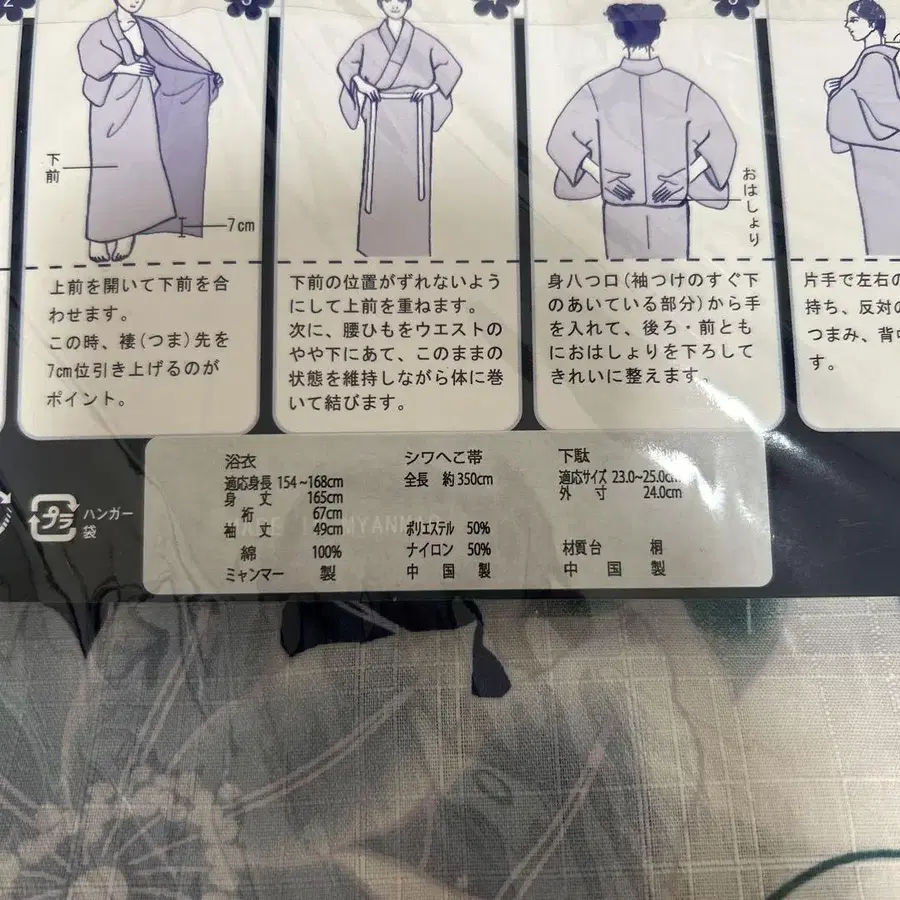 下前
7cm
おはしょり
上前を開いて下前を合
わせます。
この時、褄(つま)先を
7cm位引き上げるのが
ポイント。
下前の位置がずれないよう
にして上前を重ねます。
次に、腰ひもをウエストの
やや下にあて、このままの
状態を維持しながら体に巻
いて結びます。
身八つ口(袖つけのすぐ下
のあいている部分)から手
を入れて、後ろ・前ともに
におはしょりを下ろして
きれいに整えます。
片手で左右の
持ち、反対の
つまみ、背中
す。
プラ
ハンガー
袋
浴衣
適応身長 154~168cm
身丈 165cm
裄 67cm
袖丈 49cm
綿 100%
ミャンマー製
シワへこ帯
全長 約350cm
ポリエステル 50%
ナイロン 50%
中国製
下駄
適応サイズ 23.0~25.0cm
外寸 24.0cm
材質台 桐
中国製